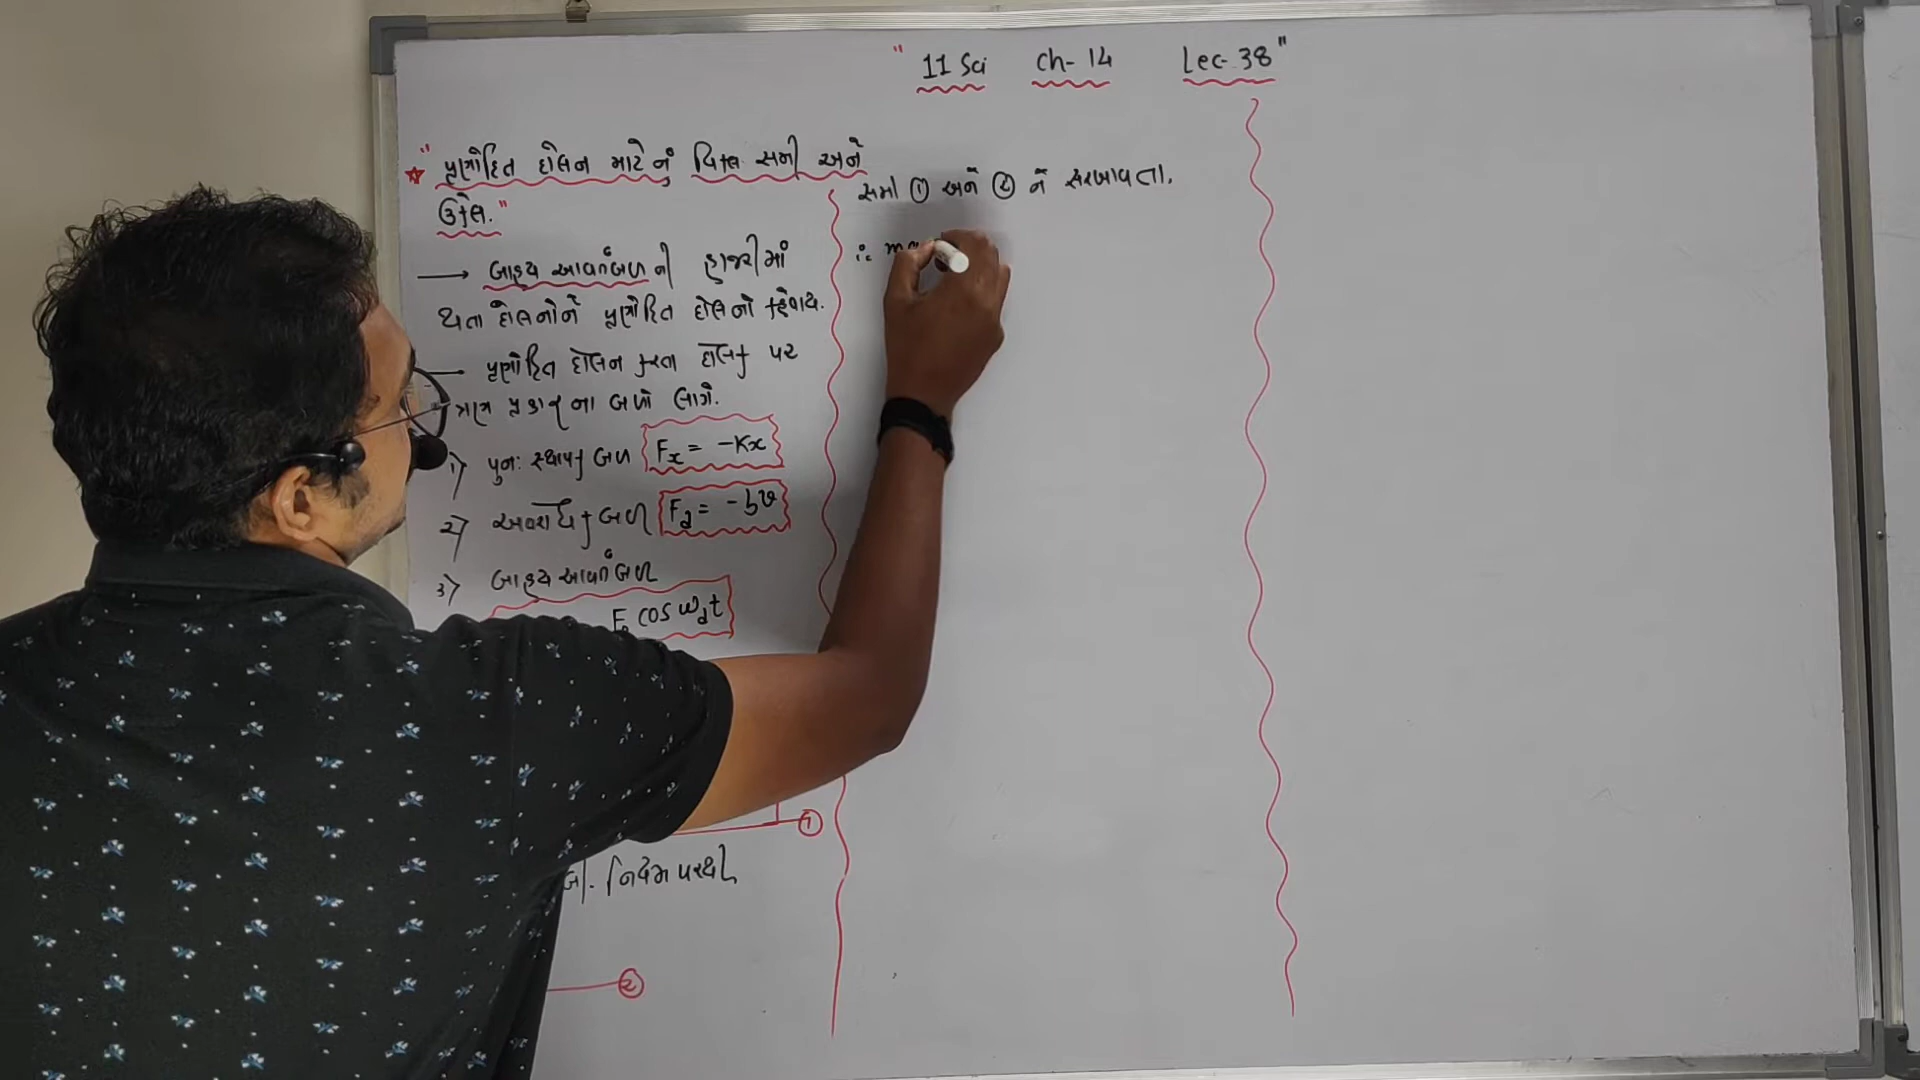 " 11 Sci ch- 14 Lec- 38 "
" પ્રણોદિત દોલન માટેનું વિકલ સમી અને
ઉકેલ. "
→ બાહ્ય આવર્તબળની હાજરીમાં
થતા દોલનોને પ્રણોદિત દોલનો કહેવાય.
પ્રણોદિત દોલન કરતા દોલક પર
ત્રણ પ્રકારના બળો લાગે.
1) પુનઃ સ્થાપક બળ Fx = -Kx
2) અવરોધક બળ Fd = - bv
3) બાહ્ય આવર્તબળ
F0 cos ωdt
1
નિયમ પરથી
2
સમી 1 અને 2 ને સરખાવતા,
∴ ma